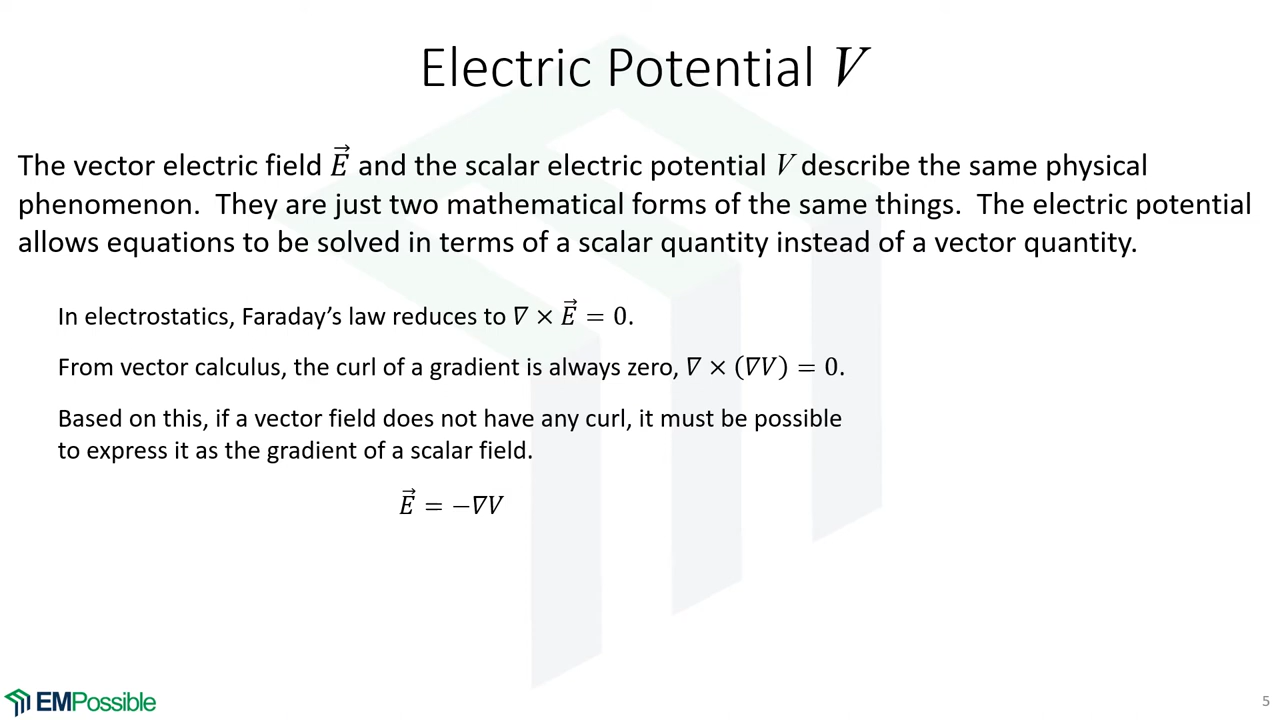 Electric Potential V
The vector electric field \vec{E} and the scalar electric potential V describe the same physical
phenomenon. They are just two mathematical forms of the same things. The electric potential
allows equations to be solved in terms of a scalar quantity instead of a vector quantity.
In electrostatics, Faraday's law reduces to ∇ × \vec{E} = 0.
From vector calculus, the curl of a gradient is always zero, ∇ × (∇V) = 0.
Based on this, if a vector field does not have any curl, it must be possible
to express it as the gradient of a scalar field.
\vec{E} = −∇V
EMPossible
5